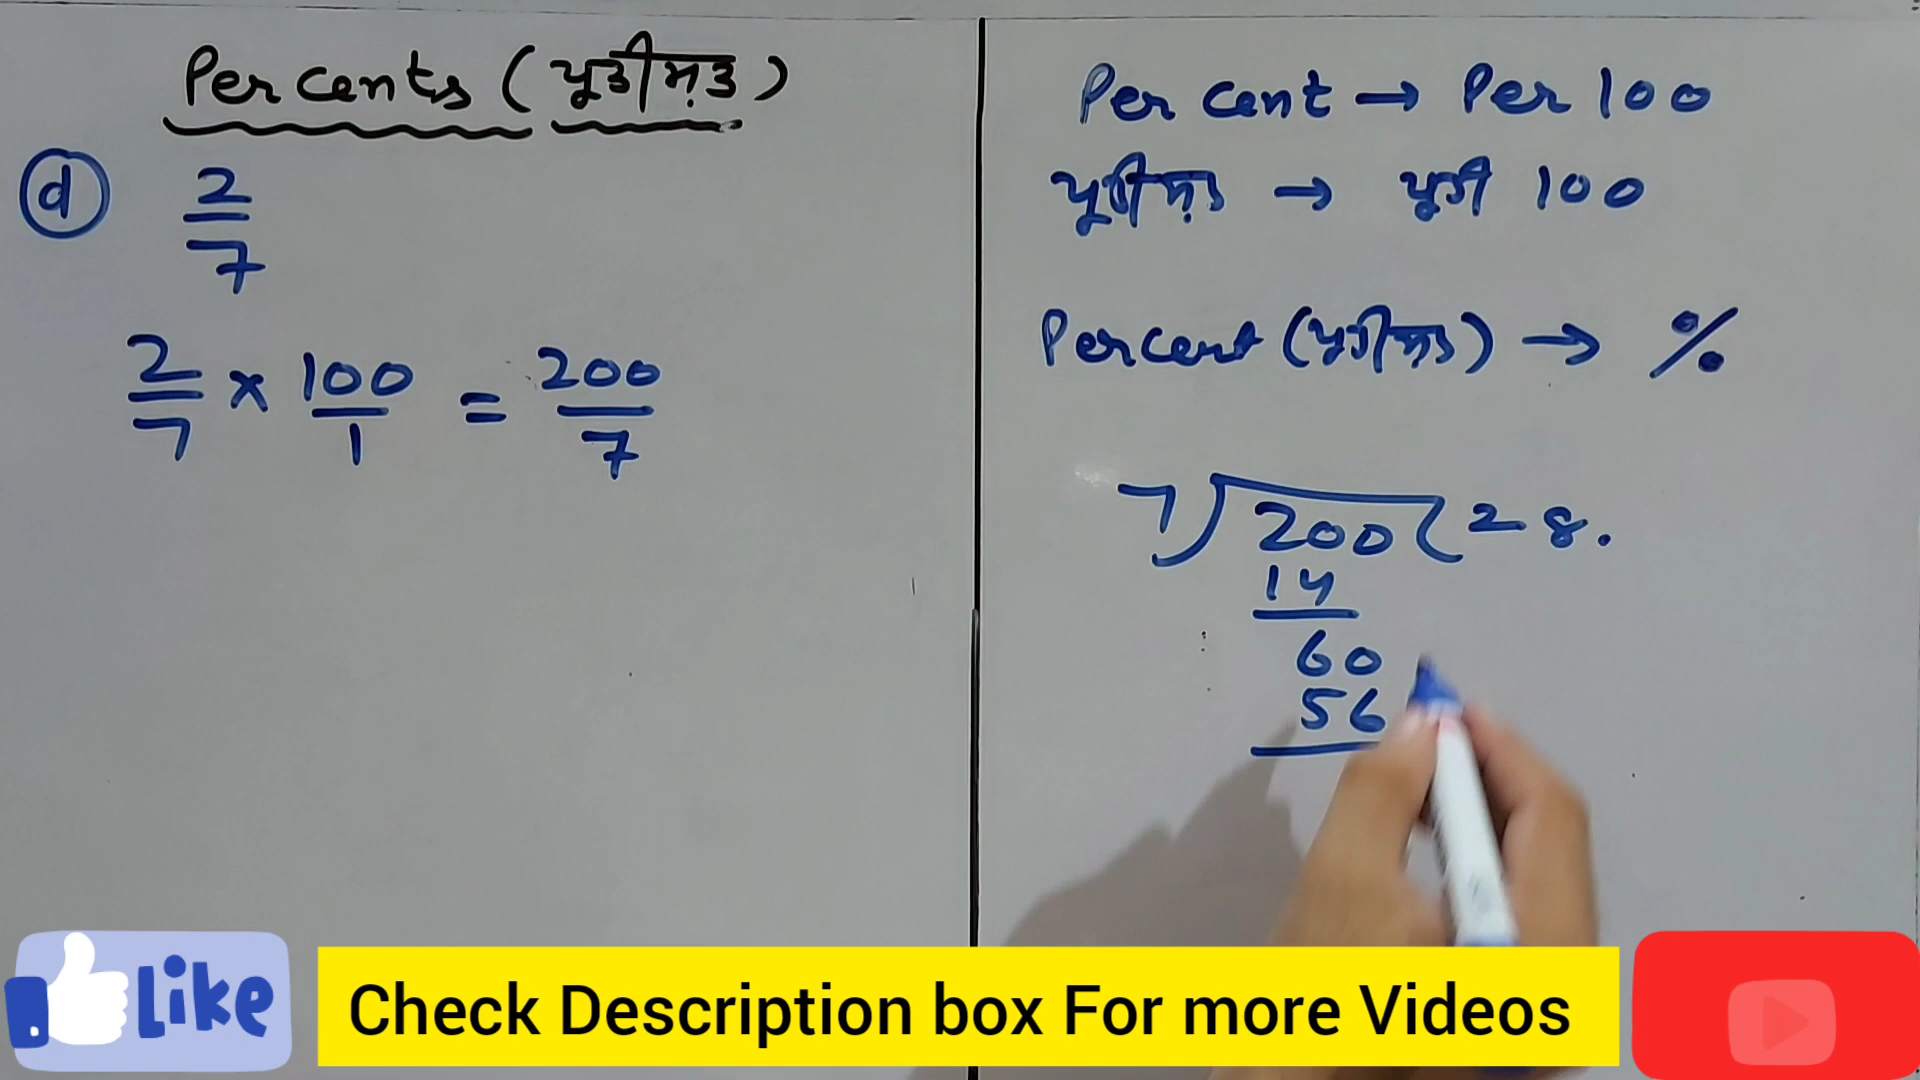 Percents (ਪ੍ਰਤੀਸ਼ਤ)
d 2/7
2/7 × 100/1 = 200/7
Per cent → Per 100
ਪ੍ਰਤੀਸ਼ਤ → ਪ੍ਰਤੀ 100
Percent (ਪ੍ਰਤੀਸ਼ਤ) → %
7) 200 (28.
14
60
56
Like
Check Description box For more Videos